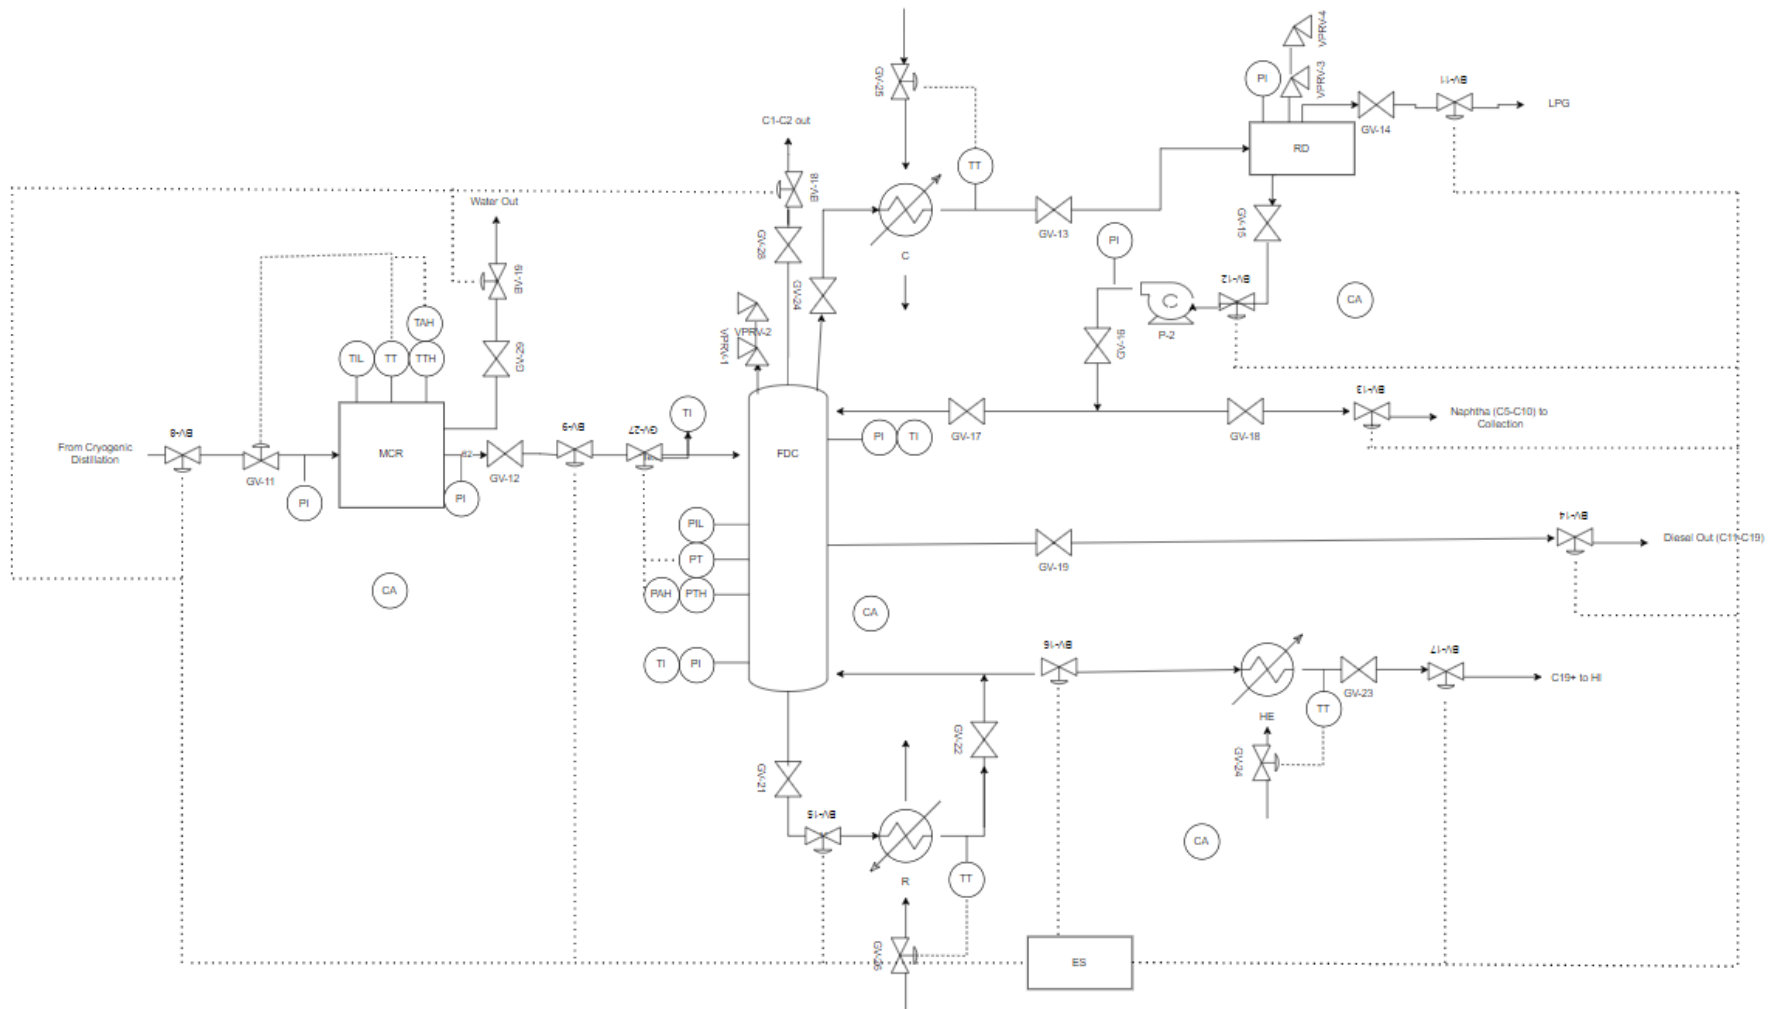 VPRV-4
GV-25
PI
VPRV-3
BV-11
LPG
C1-C2 out
GV-14
RD
TT
BV-18
Water Out
GV-15
GV-13
GV-28
PI
C
BV-19
GV-24
BV-12
CA
C
TAH
VPRV-2
P-2
TIL
TT
TTH
GV-29
VPRV-1
GV-16
BV-13
TI
GV-17
GV-18
Naphtha (C5-C10) to
Collection
BV-8
BV-9
GV-27
PI
TI
From Cryogenic
Distillation
MCR
82
FDC
GV-11
GV-12
PI
PI
PIL
BV-14
PT
GV-19
Diesel Out (C11-C19)
CA
PAH
PTH
CA
BV-16
BV-17
TI
PI
C19+ to HI
GV-23
TT
HE
GV-22
GV-24
GV-21
BV-15
CA
R
TT
GV-26
ES